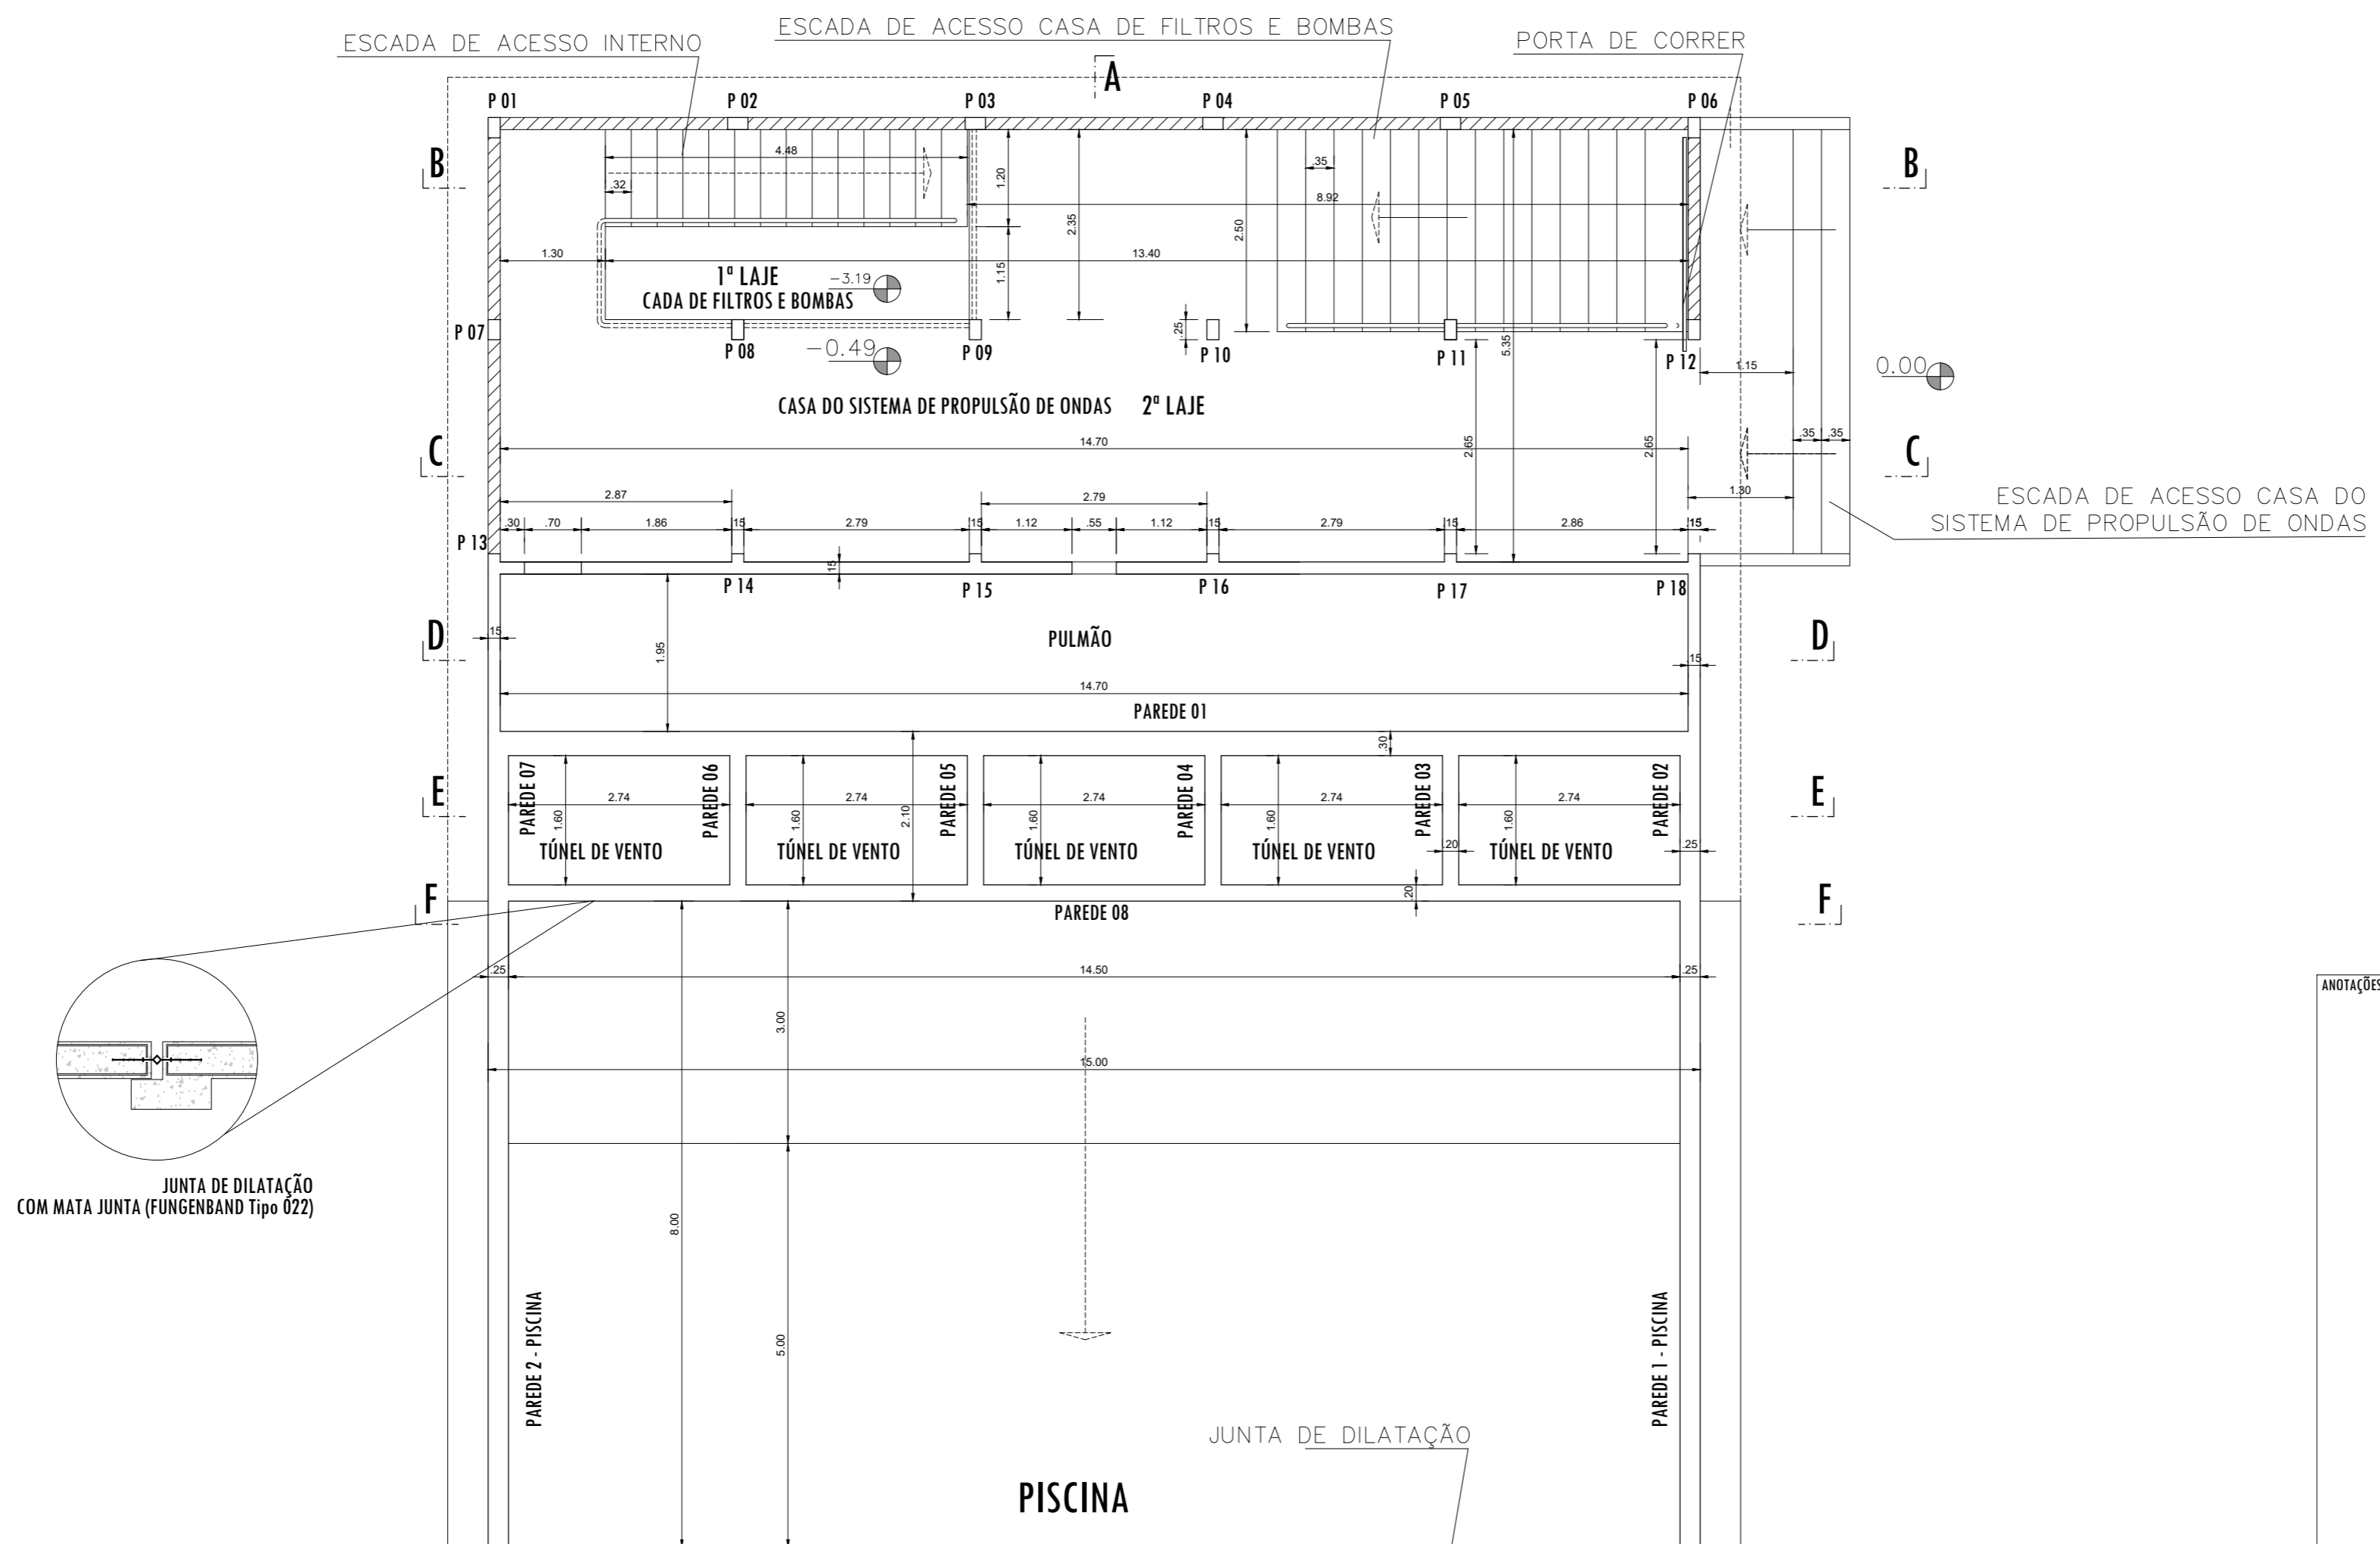 ESCADA DE ACESSO INTERNO
ESCADA DE ACESSO CASA DE FILTROS E BOMBAS
PORTA DE CORRER
A
P 01
P 02
P 03
P 04
P 05
P 06
B
B
4.48
.32
1.20
2.35
8.92
.35
2.50
1.30
13.40
1.15
1ª LAJE
CADA DE FILTROS E BOMBAS
-3.19
P 07
P 08
-0.49
P 09
.25
P 10
P 11
5.35
P 12
1.15
0.00
CASA DO SISTEMA DE PROPULSÃO DE ONDAS
2ª LAJE
C
C
14.70
2.65
2.65
.35
.35
1.30
ESCADA DE ACESSO CASA DO
SISTEMA DE PROPULSÃO DE ONDAS
2.87
2.79
.30
.70
1.86
.15
2.79
.15
1.12
.55
1.12
.15
2.79
.15
2.86
.15
P 13
.15
P 14
P 15
P 16
P 17
P 18
D
D
.15
1.95
PULMÃO
.15
14.70
PAREDE 01
.30
E
E
PAREDE 07
PAREDE 06
PAREDE 05
PAREDE 04
PAREDE 03
PAREDE 02
2.74
2.74
2.74
2.74
2.74
1.60
1.60
2.10
1.60
1.60
1.60
TÚNEL DE VENTO
TÚNEL DE VENTO
TÚNEL DE VENTO
TÚNEL DE VENTO
.20
TÚNEL DE VENTO
.25
F
F
.20
PAREDE 08
.25
14.50
.25
3.00
15.00
ANOTAÇÕES
JUNTA DE DILATAÇÃO
COM MATA JUNTA (FUNGENBAND Tipo 022)
8.00
5.00
PAREDE 2 - PISCINA
PAREDE 1 - PISCINA
JUNTA DE DILATAÇÃO
PISCINA